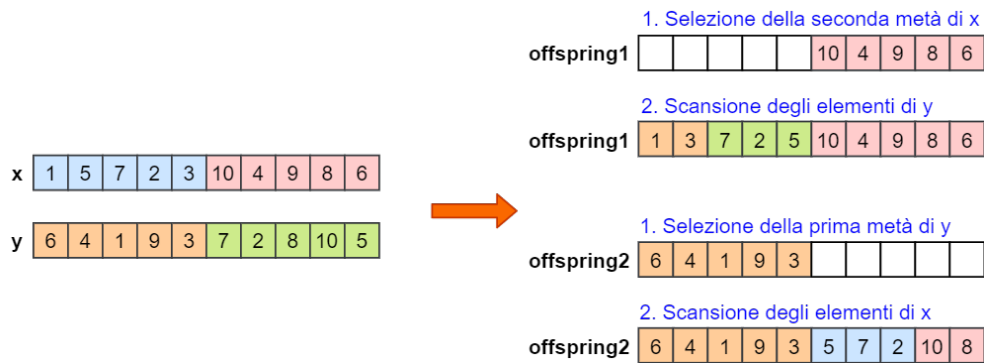 x 1 5 7 2 3 10 4 9 8 6
y 6 4 1 9 3 7 2 8 10 5
1. Selezione della seconda metà di x
offspring1 10 4 9 8 6
2. Scansione degli elementi di y
offspring1 1 3 7 2 5 10 4 9 8 6
1. Selezione della prima metà di y
offspring2 6 4 1 9 3
2. Scansione degli elementi di x
offspring2 6 4 1 9 3 5 7 2 10 8